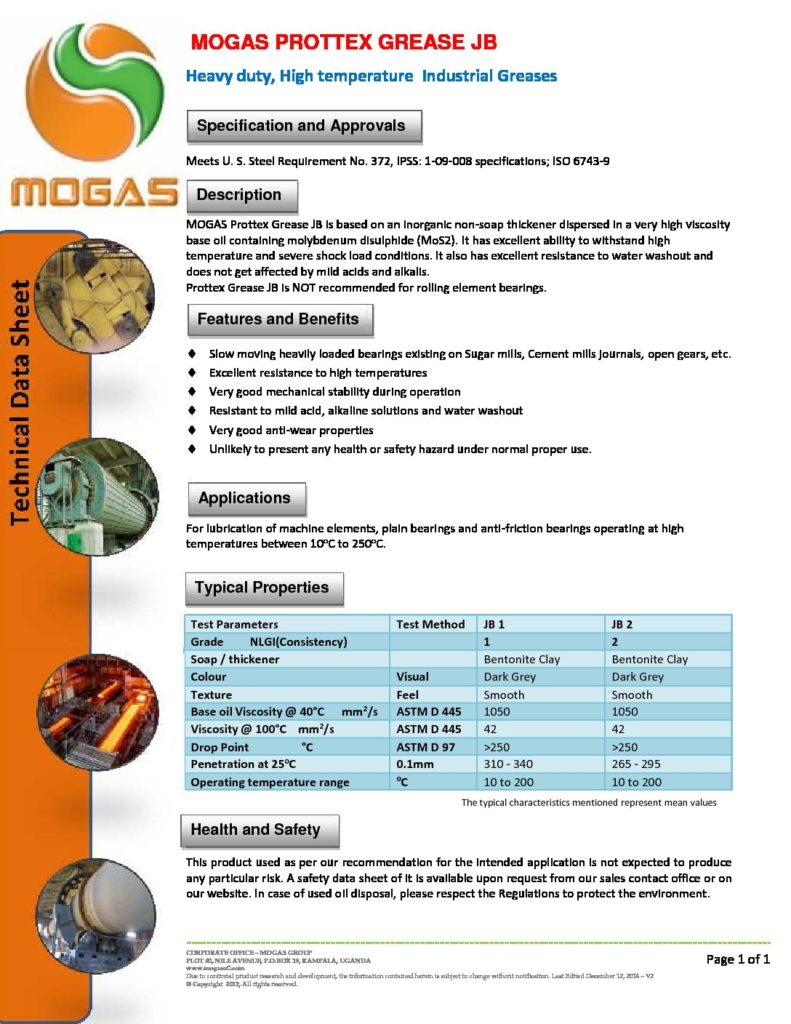 MOGAS PROTTEX GREASE JB
Heavy duty, High temperature Industrial Greases
Specification and Approvals
Meets U. S. Steel Requirement No. 372, IPSS: 1-09-008 specifications; ISO 6743-9
MOGAS
Description
MOGAS Prottex Grease JB is based on an inorganic non-soap thickener dispersed in a very high viscosity
base oil containing molybdenum disulphide (MoS2). It has excellent ability to withstand high
temperature and severe shock load conditions. It also has excellent resistance to water washout and
does not get affected by mild acids and alkalis.
Prottex Grease JB is NOT recommended for rolling element bearings.
Technical Data Sheet
Features and Benefits
♦ Slow moving heavily loaded bearings existing on Sugar mills, Cement mills journals, open gears, etc.
♦ Excellent resistance to high temperatures
♦ Very good mechanical stability during operation
♦ Resistant to mild acid, alkaline solutions and water washout
♦ Very good anti-wear properties
♦ Unlikely to present any health or safety hazard under normal proper use.
Applications
For lubrication of machine elements, plain bearings and anti-friction bearings operating at high
temperatures between 10°C to 250°C.
Typical Properties
Test Parameters Test Method JB 1 JB 2
Grade NLGI(Consistency) 1 2
Soap / thickener Bentonite Clay Bentonite Clay
Colour Visual Dark Grey Dark Grey
Texture Feel Smooth Smooth
Base oil Viscosity @ 40°C mm²/s ASTM D 445 1050 1050
Viscosity @ 100°C mm²/s ASTM D 445 42 42
Drop Point °C ASTM D 97 >250 >250
Penetration at 25°C 0.1mm 310 - 340 265 - 295
Operating temperature range °C 10 to 200 10 to 200
The typical characteristics mentioned represent mean values
Health and Safety
This product used as per our recommendation for the intended application is not expected to produce
any particular risk. A safety data sheet of it is available upon request from our sales contact office or on
our website. In case of used oil disposal, please respect the Regulations to protect the environment.
CORPORATE OFFICE – MOGAS GROUP
NILE AVENUE, P.O.BOX KAMPALA, UGANDA
www.mogasoil.com
Due to continual product research and development, the information contained herein is subject to change without notification. Last Edited December 12, 2014 – V2
© Copyright 2012, All rights reserved.
Page 1 of 1